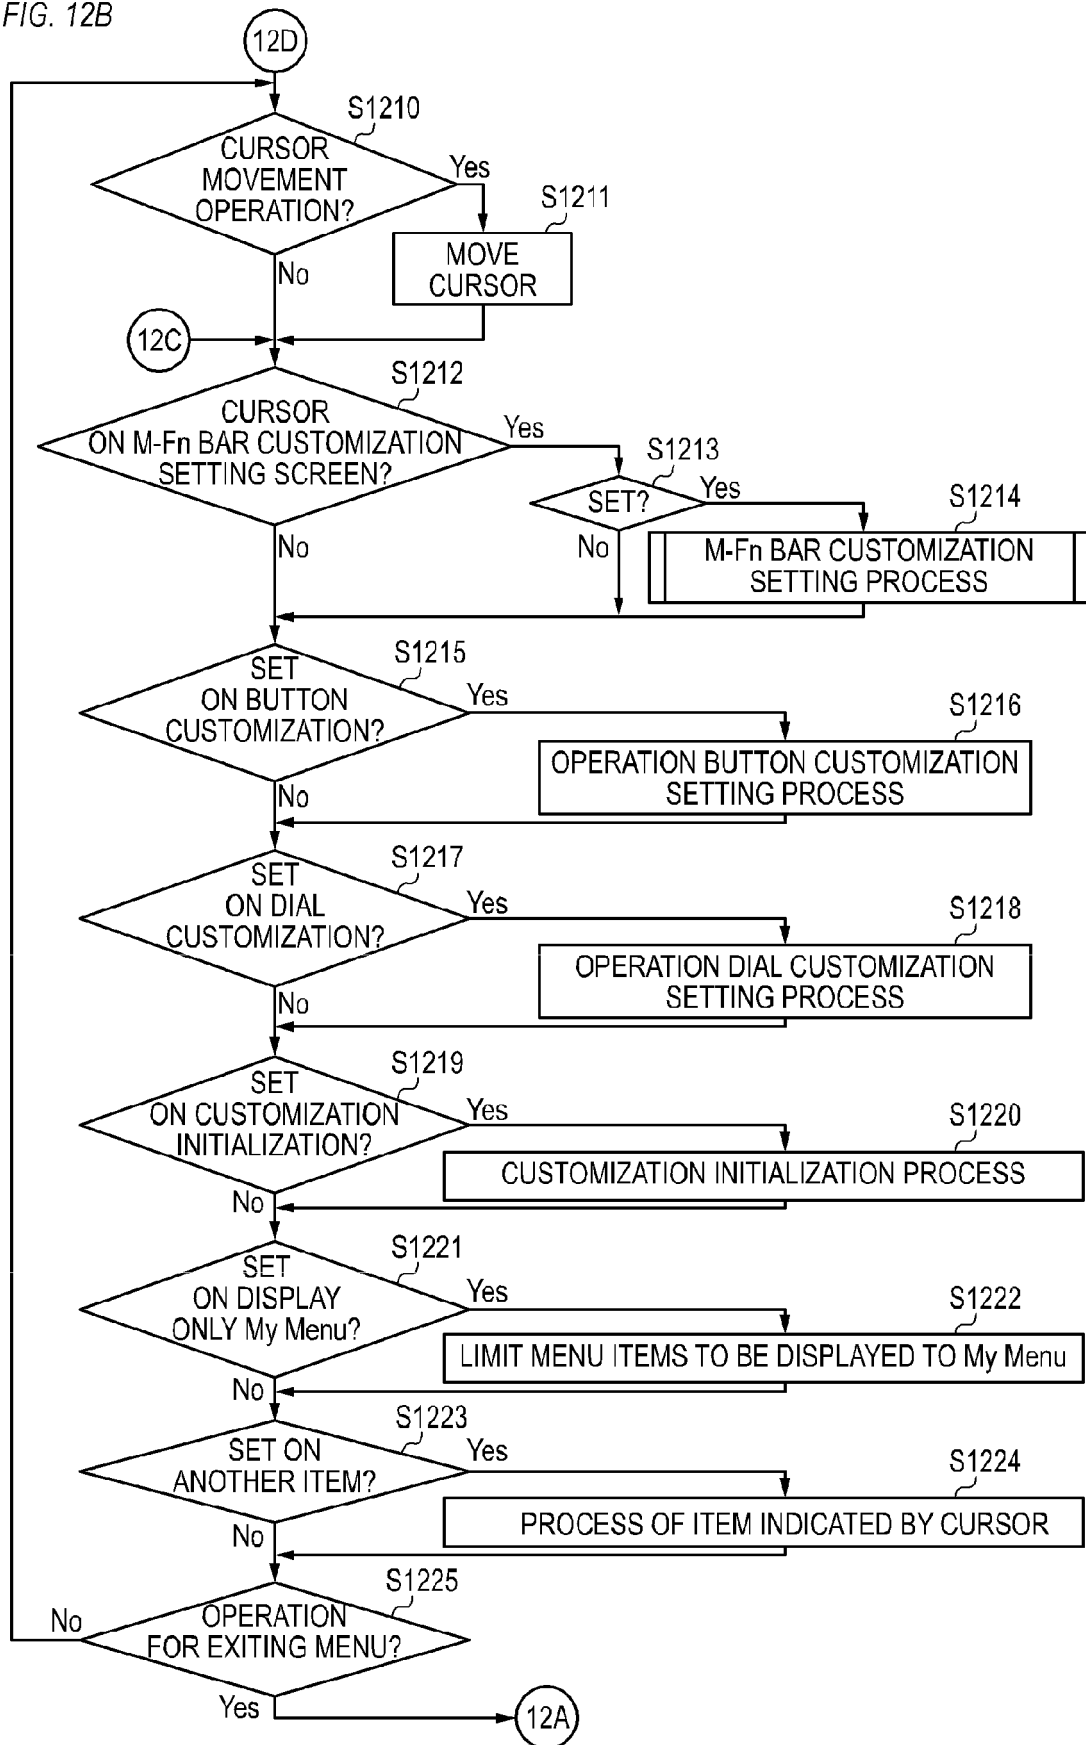 FIG. 12B
12D
S1210
CURSOR
MOVEMENT
OPERATION?
Yes
S1211
MOVE
CURSOR
No
12C
S1212
CURSOR
ON M-Fn BAR CUSTOMIZATION
SETTING SCREEN?
Yes
S1213
SET?
Yes
S1214
M-Fn BAR CUSTOMIZATION
SETTING PROCESS
No
No
S1215
SET
ON BUTTON
CUSTOMIZATION?
Yes
S1216
OPERATION BUTTON CUSTOMIZATION
SETTING PROCESS
No
S1217
SET
ON DIAL
CUSTOMIZATION?
Yes
S1218
OPERATION DIAL CUSTOMIZATION
SETTING PROCESS
No
S1219
SET
ON CUSTOMIZATION
INITIALIZATION?
Yes
S1220
CUSTOMIZATION INITIALIZATION PROCESS
No
S1221
SET
ON DISPLAY
ONLY My Menu?
Yes
S1222
LIMIT MENU ITEMS TO BE DISPLAYED TO My Menu
No
S1223
SET ON
ANOTHER ITEM?
Yes
S1224
PROCESS OF ITEM INDICATED BY CURSOR
No
S1225
OPERATION
FOR EXITING MENU?
No
Yes
12A